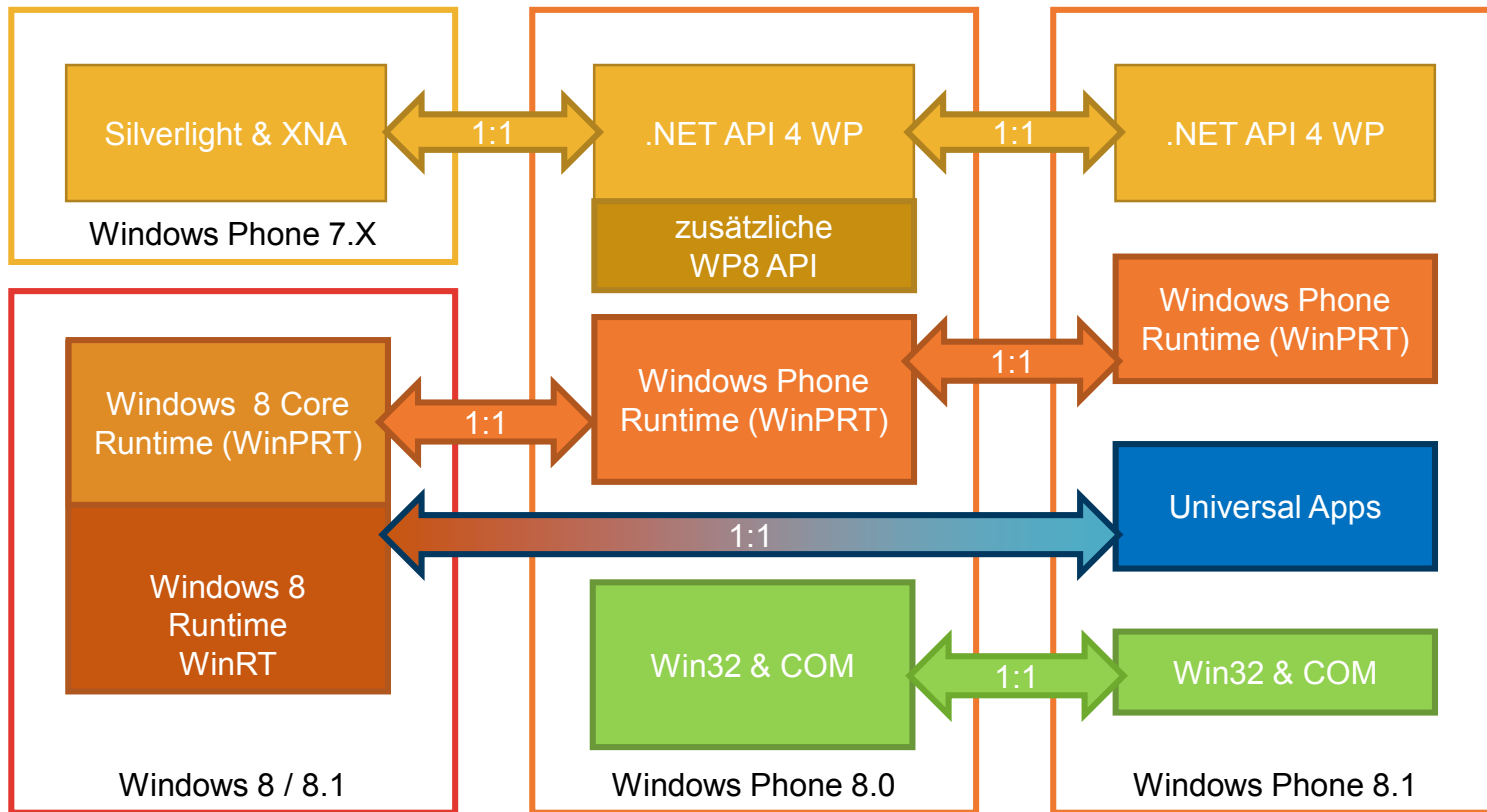 Silverlight & XNA
1:1
.NET API 4 WP
1:1
.NET API 4 WP
zusätzliche
WP8 API
Windows Phone 7.X
Windows Phone
Runtime (WinPRT)
1:1
Windows Phone
Runtime (WinPRT)
Windows 8 Core
Runtime (WinPRT)
1:1
Universal Apps
1:1
Windows 8
Runtime
WinRT
Win32 & COM
1:1
Win32 & COM
Windows 8 / 8.1
Windows Phone 8.0
Windows Phone 8.1